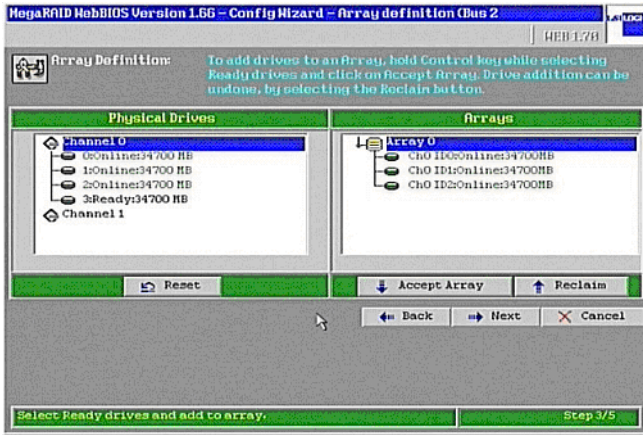 MegaRAID WebBIOS Version 1.66 - Config Wizard - Array definition (Bus 2
WEB 1.70
Array Definition:
To add drives to an Array, hold Control key while selecting
Ready drives and click on Accept Array. Drive addition can be
undone, by selecting the Reclaim button.
Physical Drives
Channel 0
0:Online:34700 MB
1:Online:34700 MB
2:Online:34700 MB
3:Ready:34700 MB
Channel 1
Arrays
Array 0
Ch0 ID0:Online:34700MB
Ch0 ID1:Online:34700MB
Ch0 ID2:Online:34700MB
Reset
Accept Array
Reclaim
Back
Next
Cancel
Select Ready drives and add to array.
Step 3/5